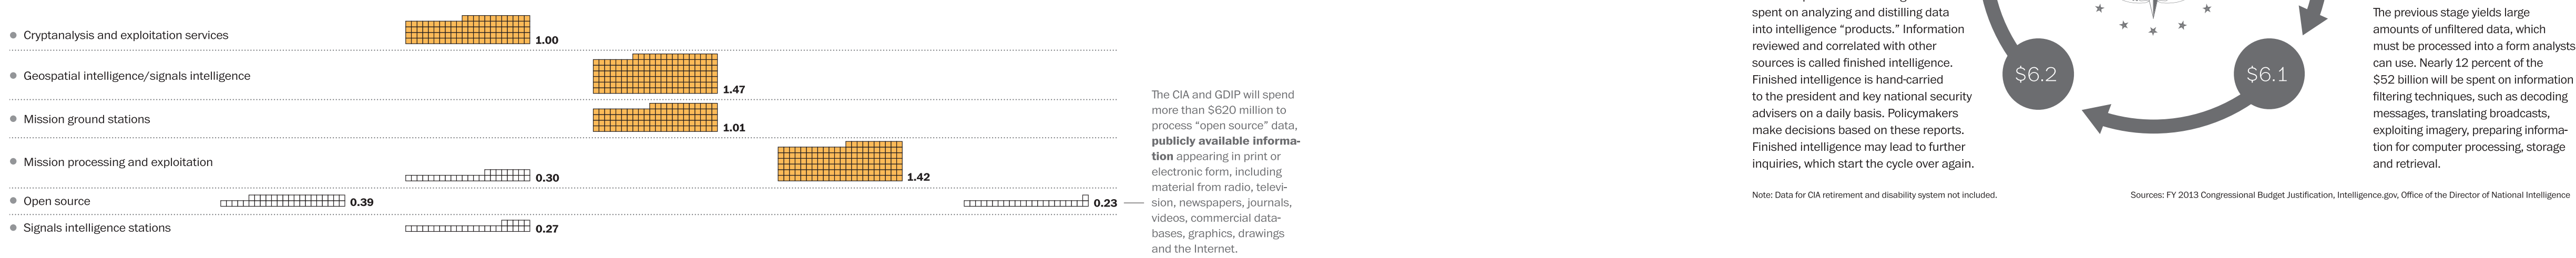 Cryptanalysis and exploitation services
1.00
Geospatial intelligence/signals intelligence
1.47
Mission ground stations
1.01
Mission processing and exploitation
0.30
1.42
Open source
0.39
0.23
Signals intelligence stations
0.27
The CIA and GDIP will spend
more than $620 million to
process “open source” data,
publicly available informa-
tion appearing in print or
electronic form, including
material from radio, televi-
sion, newspapers, journals,
videos, commercial data-
bases, graphics, drawings
and the Internet.
spent on analyzing and distilling data
into intelligence “products.” Information
reviewed and correlated with other
sources is called finished intelligence.
Finished intelligence is hand-carried
to the president and key national security
advisers on a daily basis. Policymakers
make decisions based on these reports.
Finished intelligence may lead to further
inquiries, which start the cycle over again.
$6.2
$6.1
The previous stage yields large
amounts of unfiltered data, which
must be processed into a form analysts
can use. Nearly 12 percent of the
$52 billion will be spent on information
filtering techniques, such as decoding
messages, translating broadcasts,
exploiting imagery, preparing informa-
tion for computer processing, storage
and retrieval.
Note: Data for CIA retirement and disability system not included.
Sources: FY 2013 Congressional Budget Justification, Intelligence.gov, Office of the Director of National Intelligence